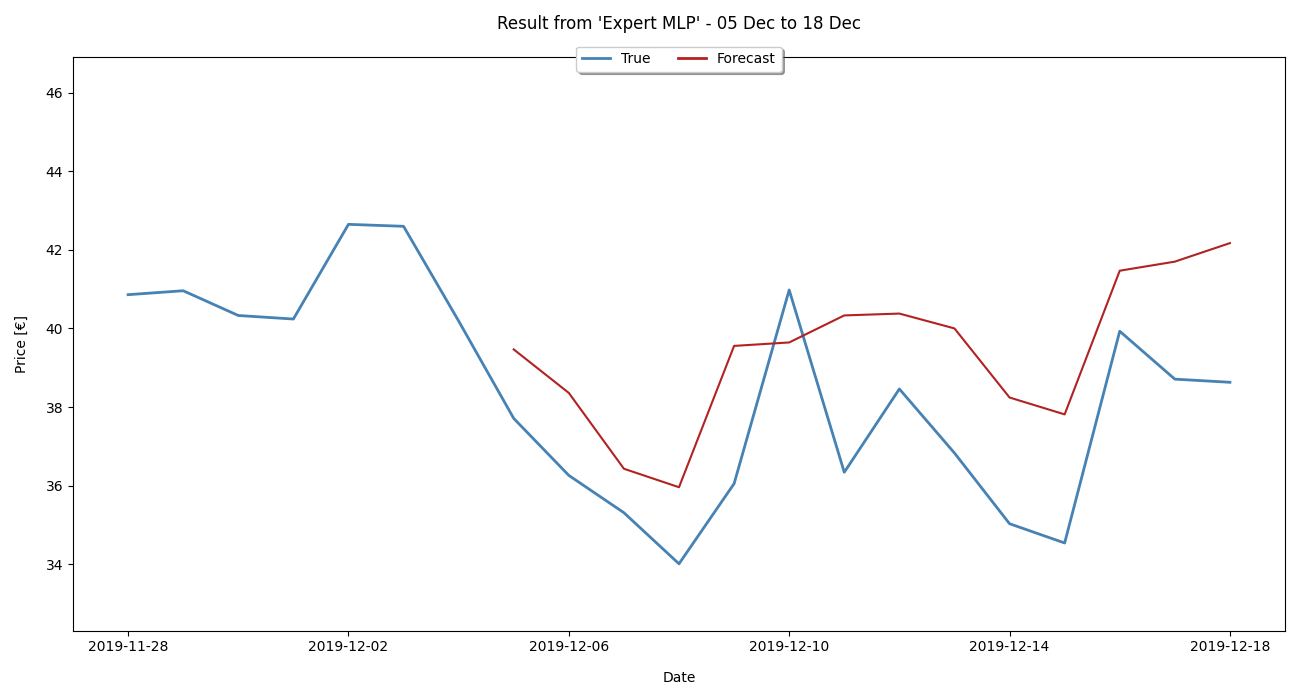 Result from 'Expert MLP' - 05 Dec to 18 Dec
True Forecast
46
44
42
40
38
36
34
Price [€]
2019-11-28 2019-12-02 2019-12-06 2019-12-10 2019-12-14 2019-12-18
Date